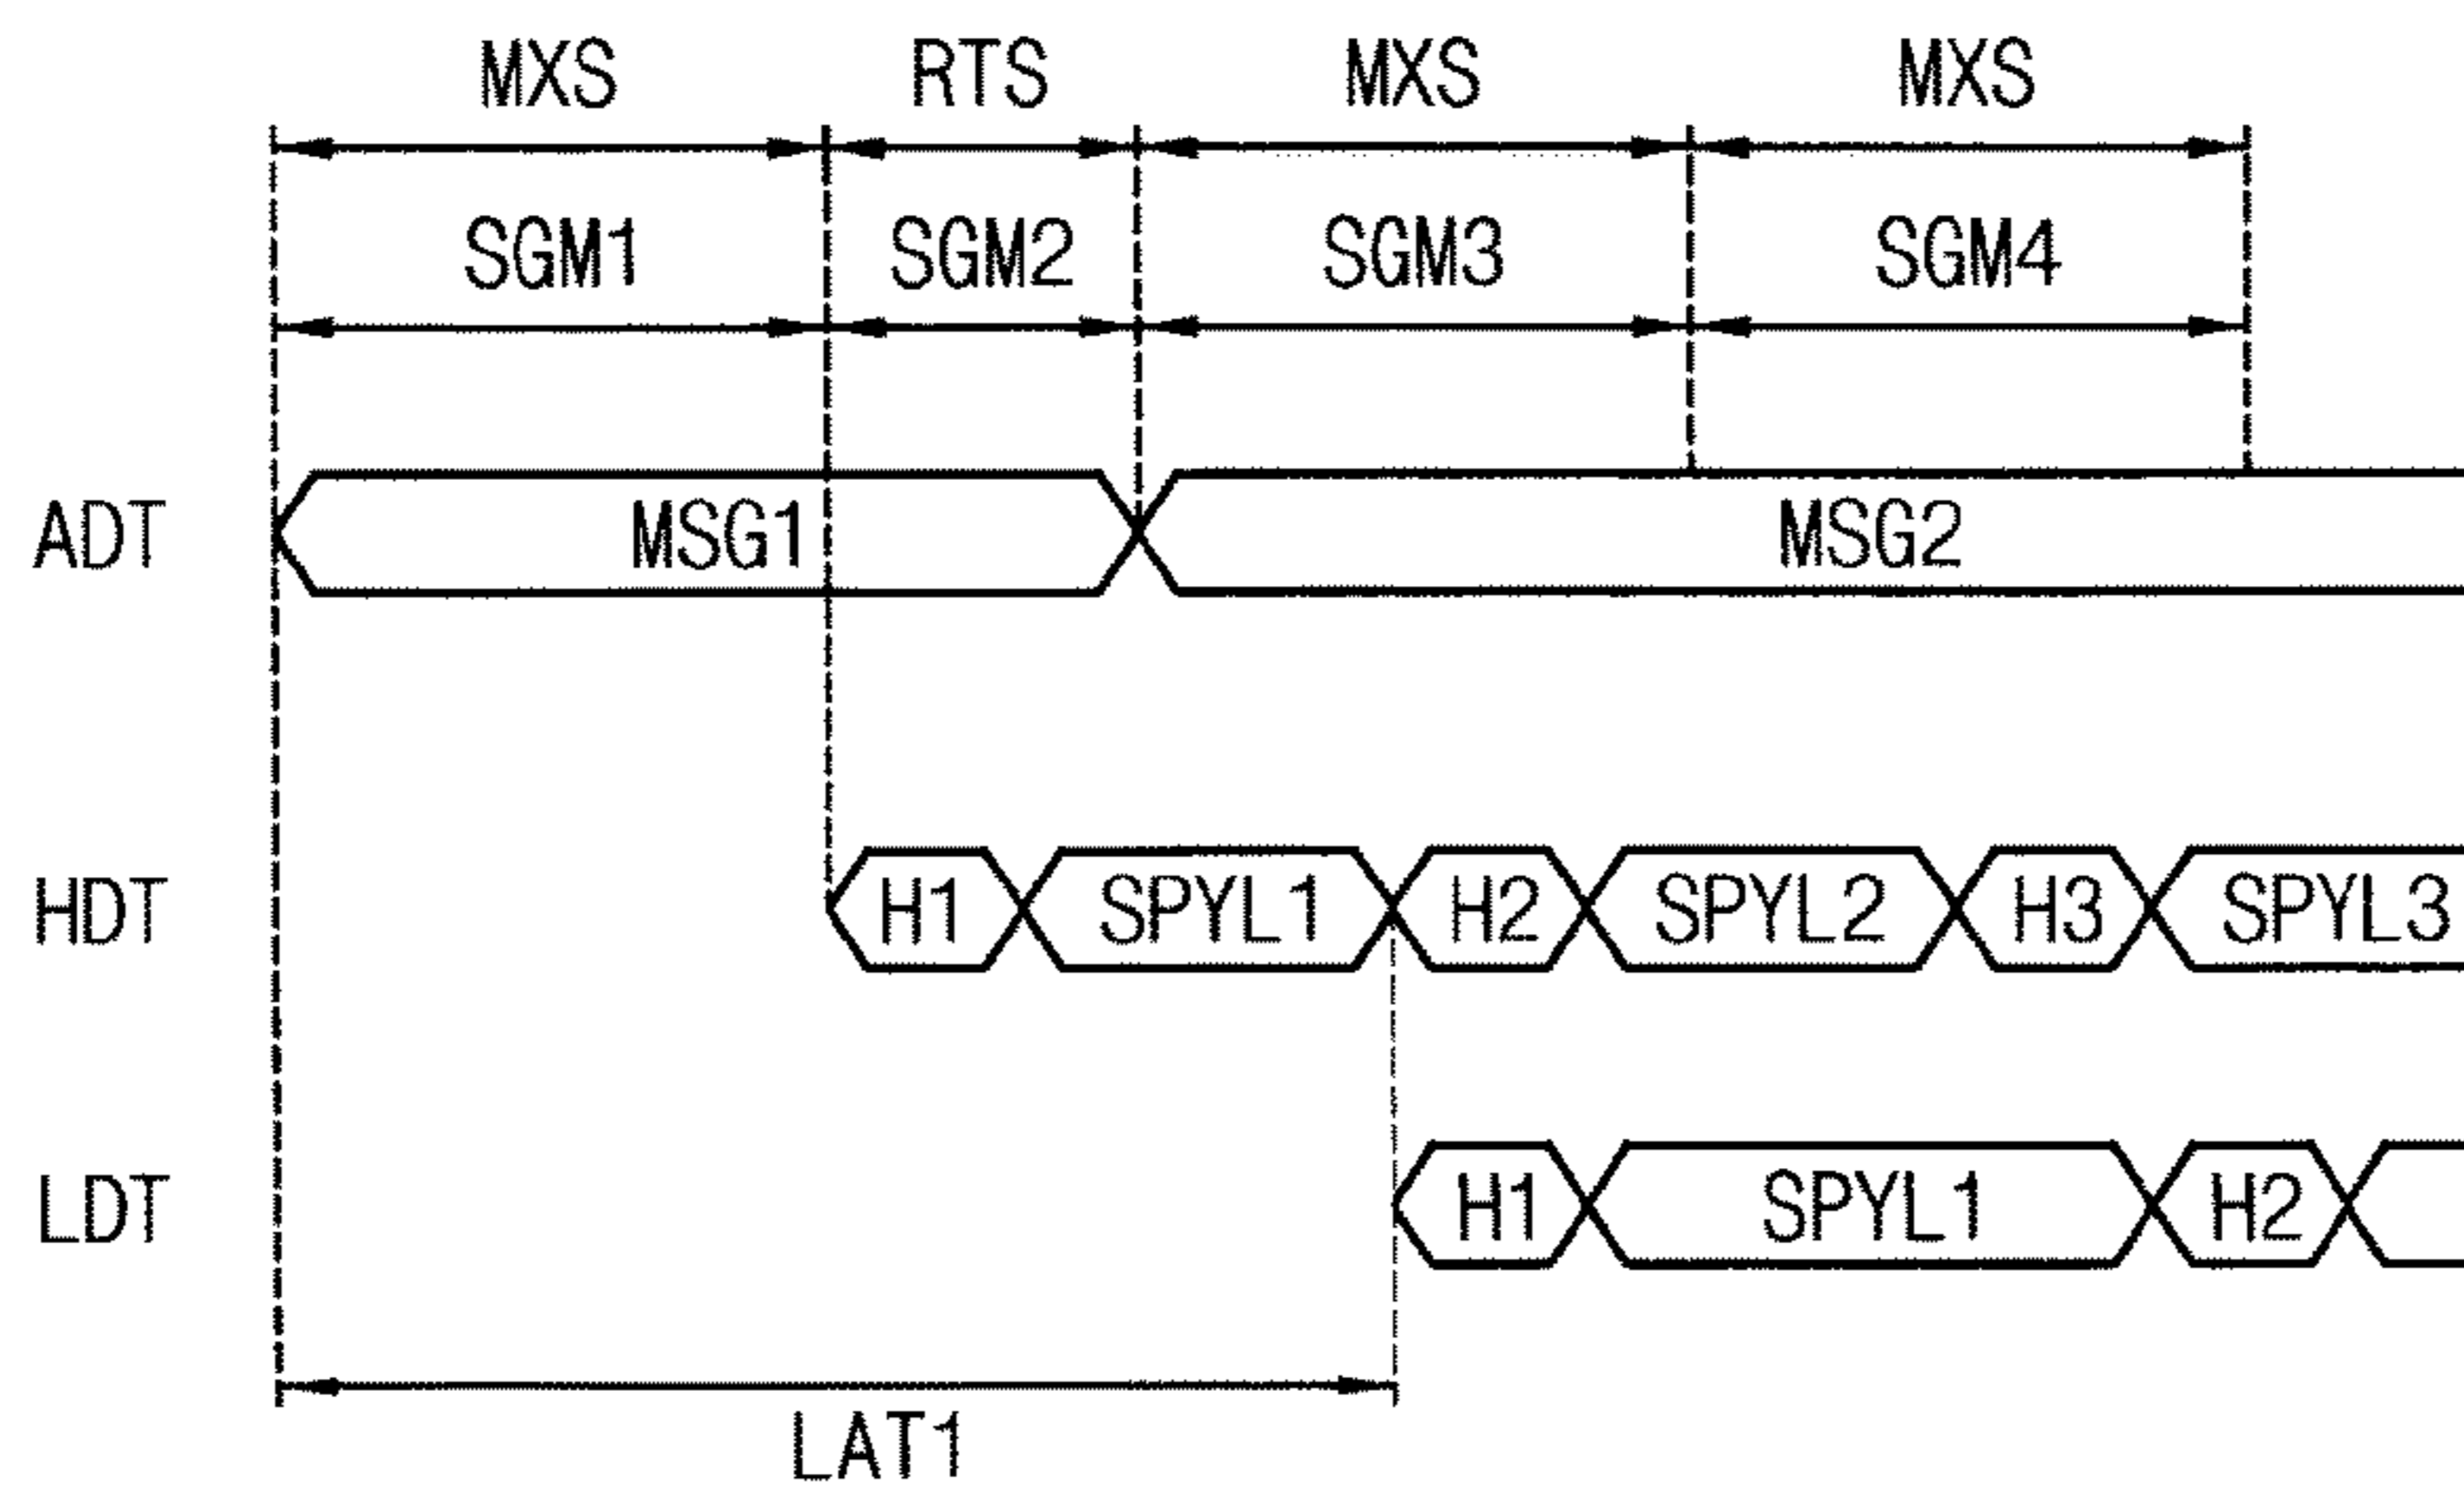 MXS RTS MXS MXS
SGM1 SGM2 SGM3 SGM4
ADT MSG1 MSG2
HDT H1 SPYL1 H2 SPYL2 H3 SPYL3
LDT H1 SPYL1 H2
LAT1